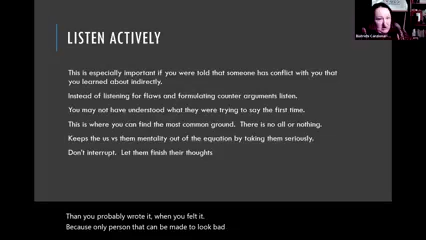 LISTEN ACTIVELY
This is especially important if you were told that someone has conflict with you that
you learned about indirectly.
Instead of listening for flaws and formulating counter arguments listen.
You may not have understood what they were trying to say the first time.
This is where you can find the most common ground.  There is no all or nothing.
Keeps the us vs them mentality out of the equation by taking them seriously.
Don't interrupt.  Let them finish their thoughts
Than you probably wrote it, when you felt it.
Because only person that can be made to look bad